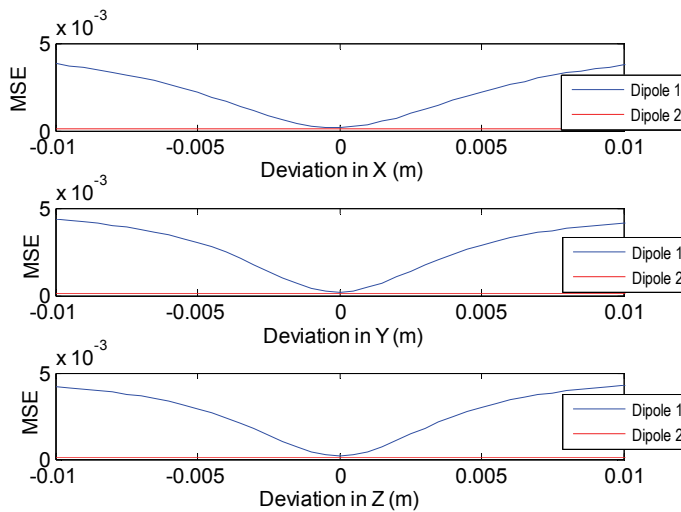 x 10-3
5
MSE
0
-0.01 -0.005 0 0.005 0.01
Deviation in X (m)
Dipole 1
Dipole 2
x 10-3
5
MSE
0
-0.01 -0.005 0 0.005 0.01
Deviation in Y (m)
Dipole 1
Dipole 2
x 10-3
5
MSE
0
-0.01 -0.005 0 0.005 0.01
Deviation in Z (m)
Dipole 1
Dipole 2